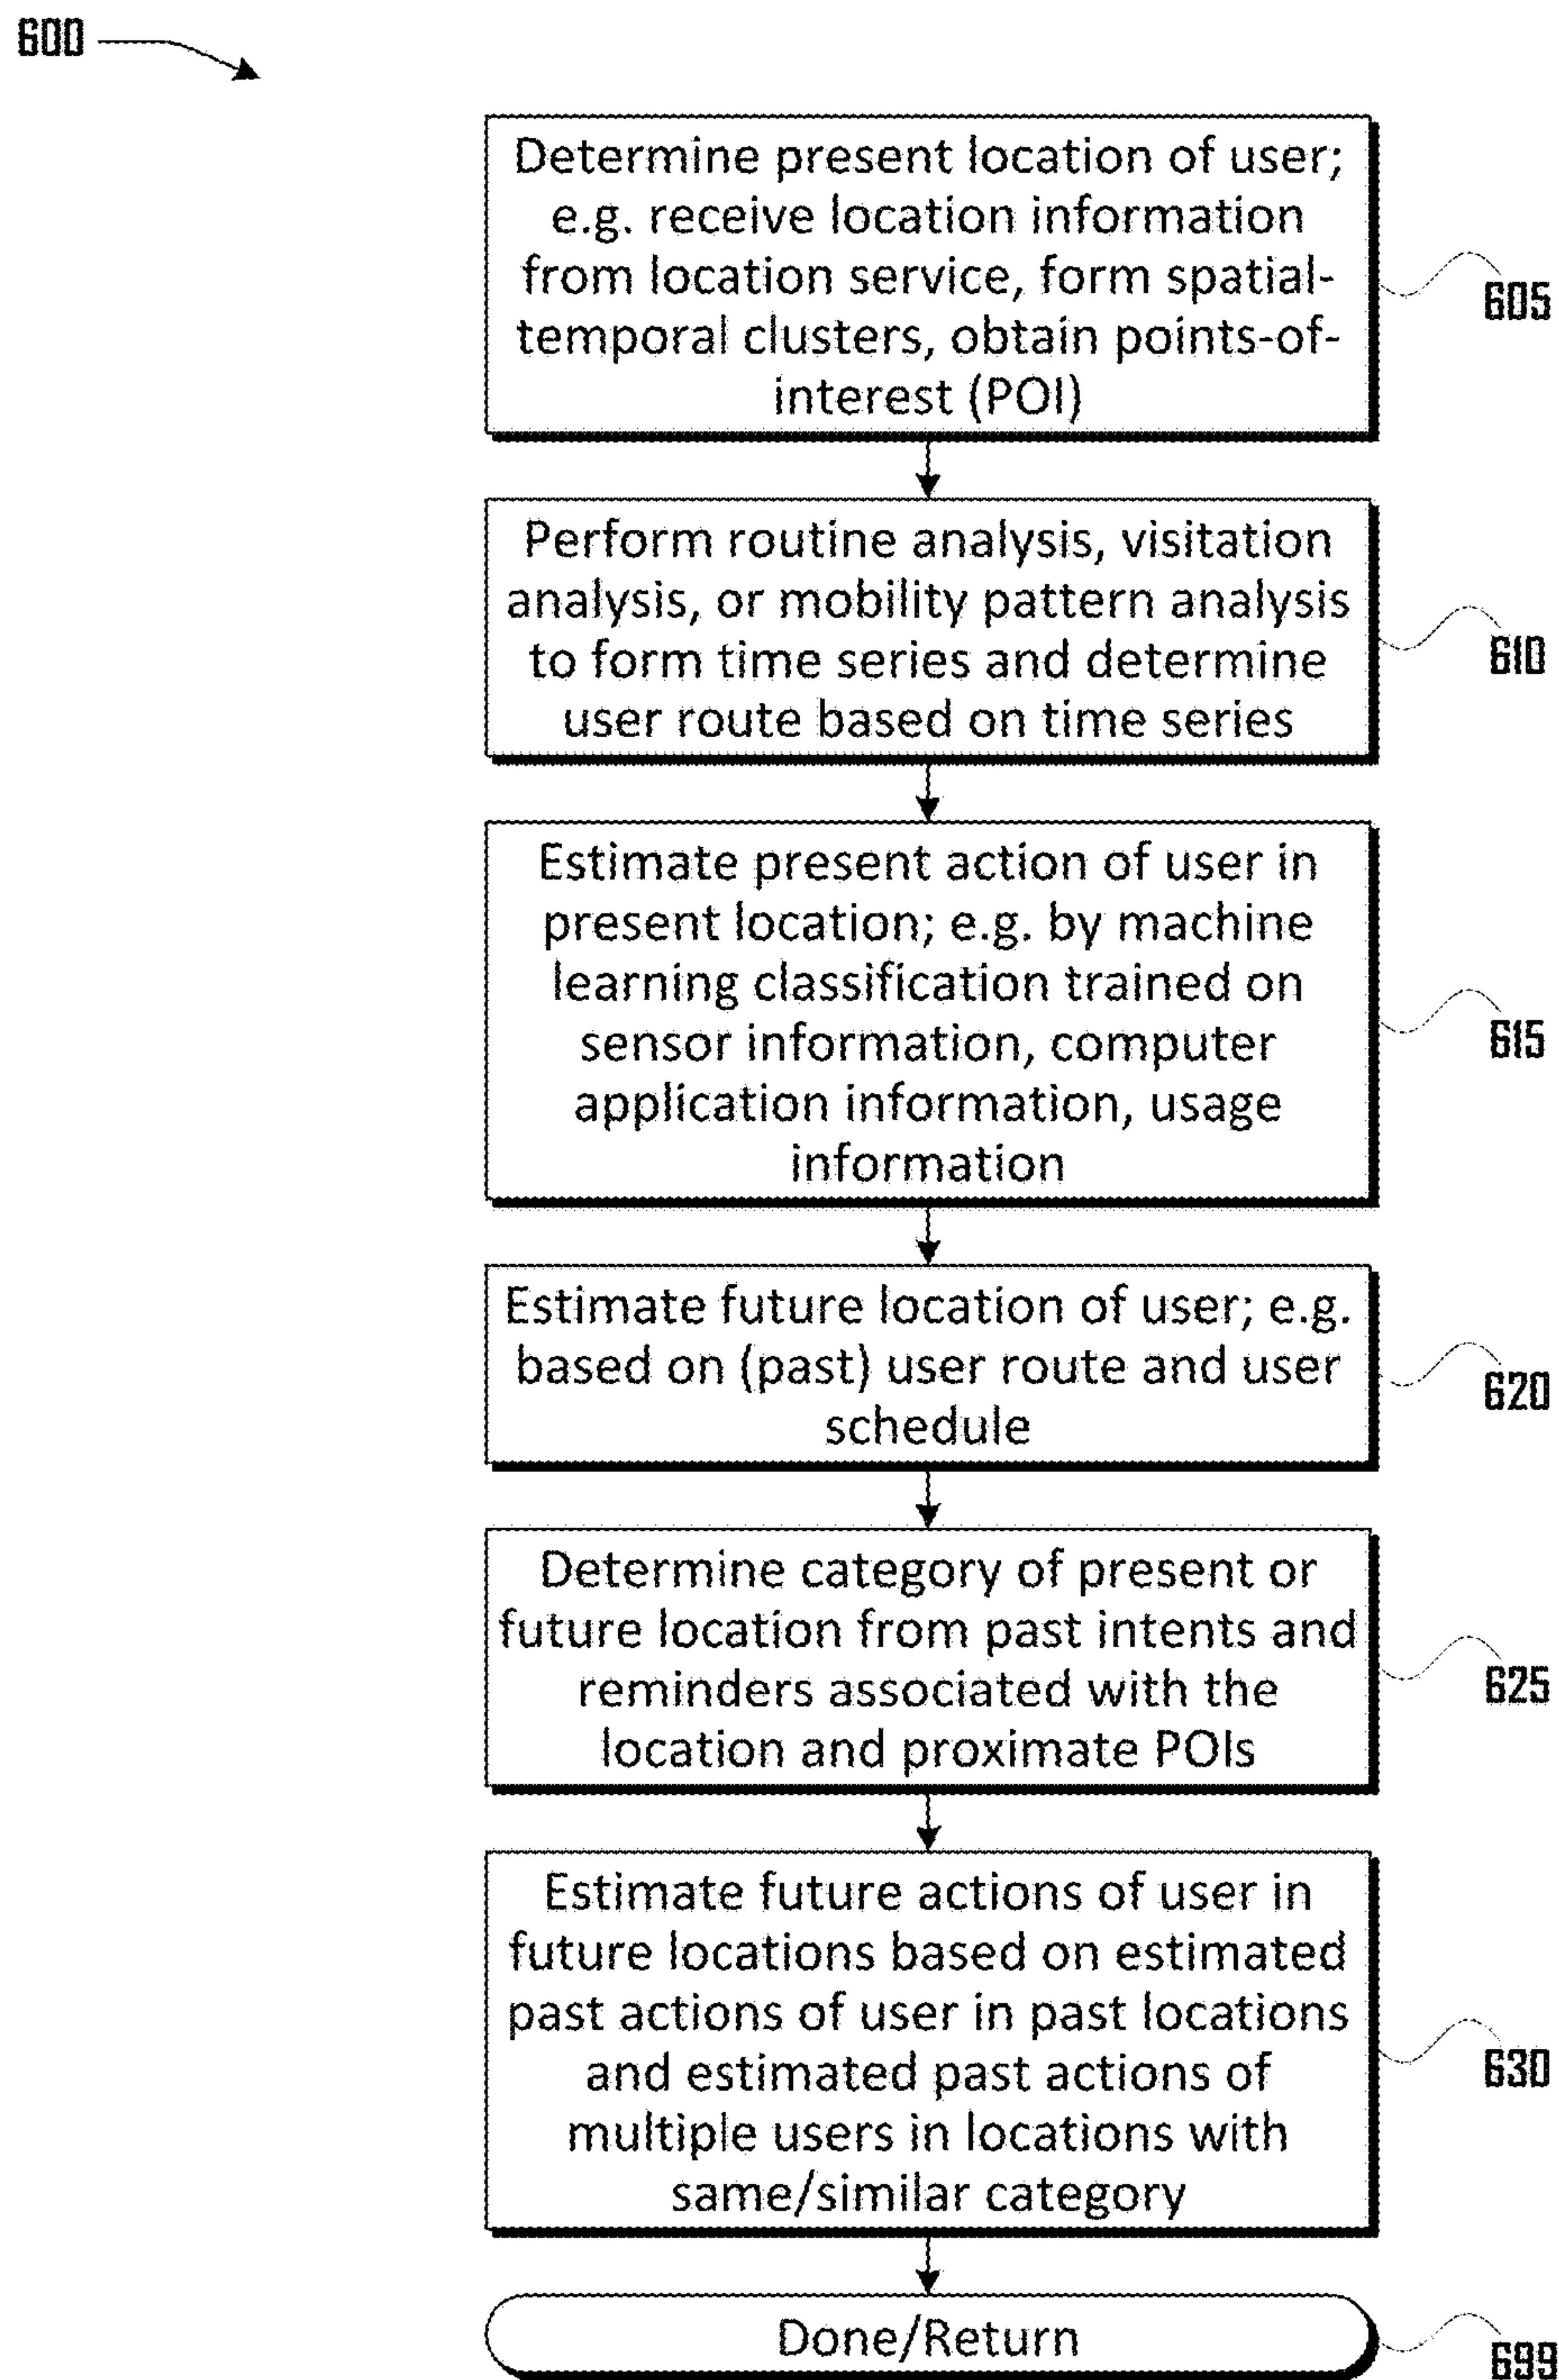 600
Determine present location of user;
e.g. receive location information
from location service, form spatial-
temporal clusters, obtain points-of-
interest (POI)
605
Perform routine analysis, visitation
analysis, or mobility pattern analysis
to form time series and determine
user route based on time series
610
Estimate present action of user in
present location; e.g. by machine
learning classification trained on
sensor information, computer
application information, usage
information
615
Estimate future location of user; e.g.
based on (past) user route and user
schedule
620
Determine category of present or
future location from past intents and
reminders associated with the
location and proximate POIs
625
Estimate future actions of user in
future locations based on estimated
past actions of user in past locations
and estimated past actions of
multiple users in locations with
same/similar category
630
Done/Return
699